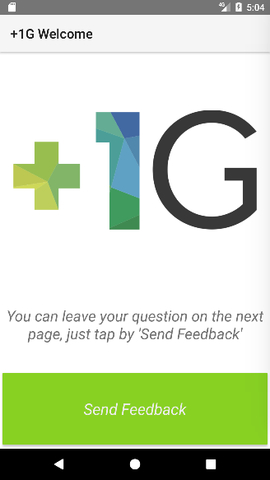 5:04
+1G Welcome
+1G
You can leave your question on the next
page, just tap by 'Send Feedback'
Send Feedback